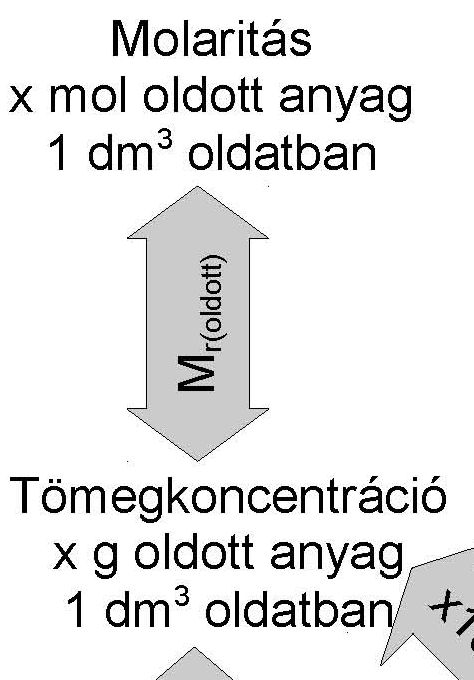 Molaritás
x mol oldott anyag
1 dm³ oldatban
Mr(oldott)
Tömegkoncentráció
x g oldott anyag
1 dm³ oldatban